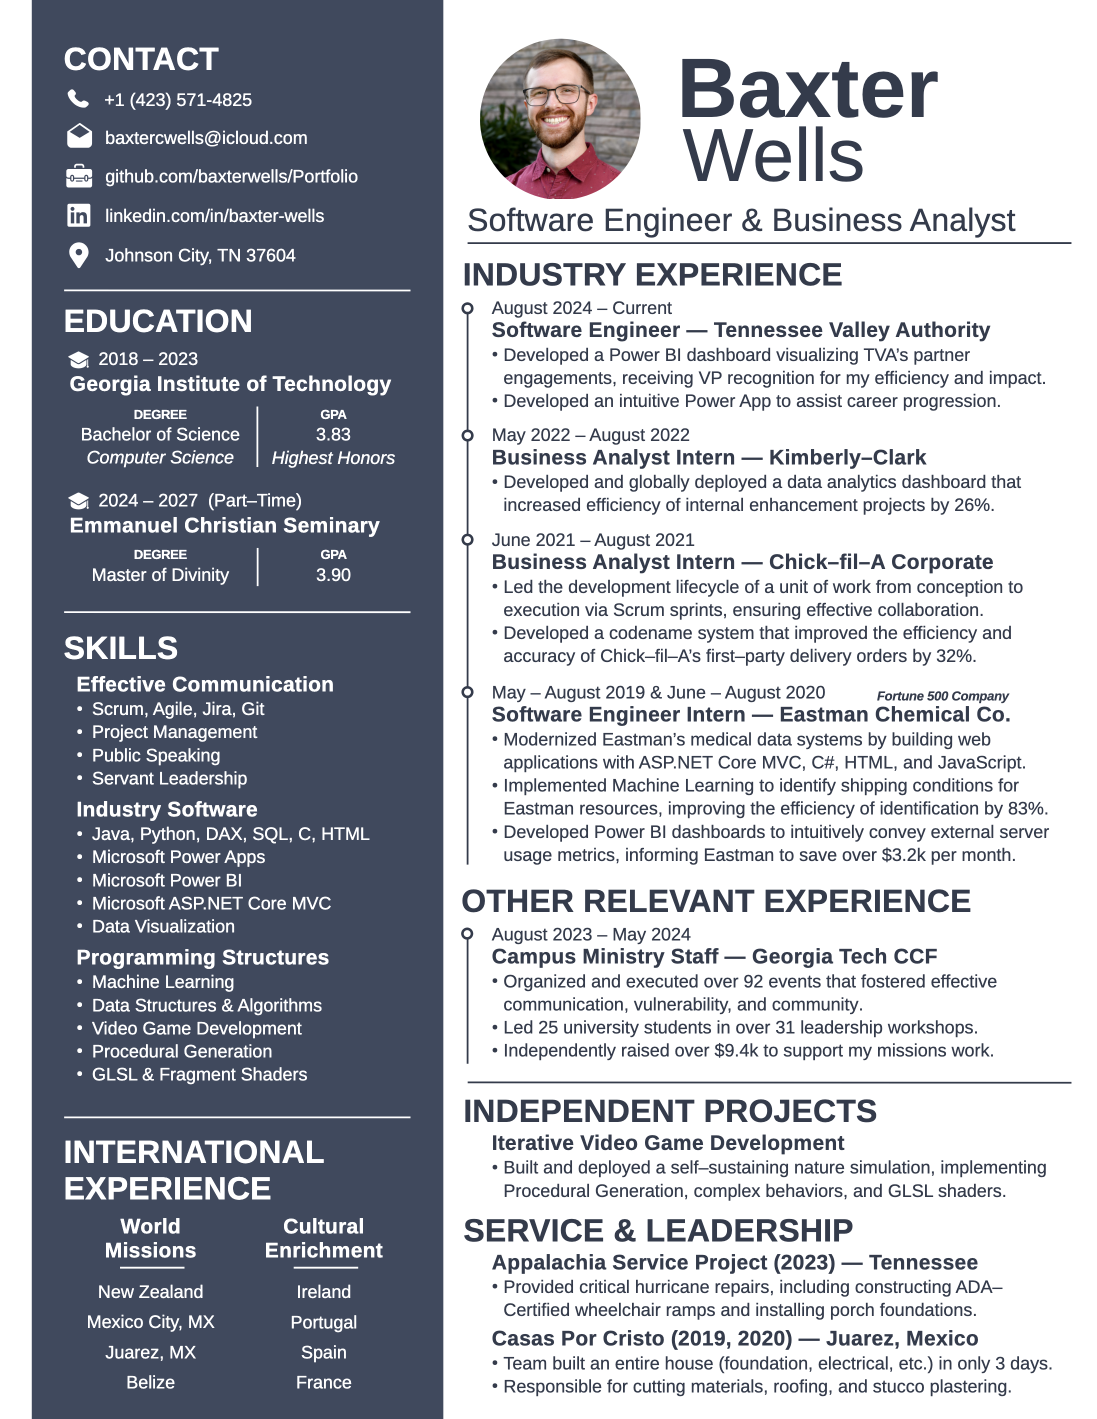 CONTACT
+1 (423) 571-4825
baxtercwells@icloud.com
github.com/baxterwells/Portfolio
linkedin.com/in/baxter-wells
Johnson City, TN 37604
EDUCATION
2018 – 2023
Georgia Institute of Technology
DEGREE GPA
Bachelor of Science 3.83
Computer Science Highest Honors
2024 – 2027 (Part–Time)
Emmanuel Christian Seminary
DEGREE GPA
Master of Divinity 3.90
SKILLS
Effective Communication
• Scrum, Agile, Jira, Git
• Project Management
• Public Speaking
• Servant Leadership
Industry Software
• Java, Python, DAX, SQL, C, HTML
• Microsoft Power Apps
• Microsoft Power BI
• Microsoft ASP.NET Core MVC
• Data Visualization
Programming Structures
• Machine Learning
• Data Structures & Algorithms
• Video Game Development
• Procedural Generation
• GLSL & Fragment Shaders
INTERNATIONAL
EXPERIENCE
World Cultural
Missions Enrichment
New Zealand Ireland
Mexico City, MX Portugal
Juarez, MX Spain
Belize France
Baxter
Wells
Software Engineer & Business Analyst
INDUSTRY EXPERIENCE
August 2024 – Current
Software Engineer — Tennessee Valley Authority
• Developed a Power BI dashboard visualizing TVA’s partner
engagements, receiving VP recognition for my efficiency and impact.
• Developed an intuitive Power App to assist career progression.
May 2022 – August 2022
Business Analyst Intern — Kimberly–Clark
• Developed and globally deployed a data analytics dashboard that
increased efficiency of internal enhancement projects by 26%.
June 2021 – August 2021
Business Analyst Intern — Chick–fil–A Corporate
• Led the development lifecycle of a unit of work from conception to
execution via Scrum sprints, ensuring effective collaboration.
• Developed a codename system that improved the efficiency and
accuracy of Chick–fil–A’s first–party delivery orders by 32%.
May – August 2019 & June – August 2020 Fortune 500 Company
Software Engineer Intern — Eastman Chemical Co.
• Modernized Eastman’s medical data systems by building web
applications with ASP.NET Core MVC, C#, HTML, and JavaScript.
• Implemented Machine Learning to identify shipping conditions for
Eastman resources, improving the efficiency of identification by 83%.
• Developed Power BI dashboards to intuitively convey external server
usage metrics, informing Eastman to save over $3.2k per month.
OTHER RELEVANT EXPERIENCE
August 2023 – May 2024
Campus Ministry Staff — Georgia Tech CCF
• Organized and executed over 92 events that fostered effective
communication, vulnerability, and community.
• Led 25 university students in over 31 leadership workshops.
• Independently raised over $9.4k to support my missions work.
INDEPENDENT PROJECTS
Iterative Video Game Development
• Built and deployed a self–sustaining nature simulation, implementing
Procedural Generation, complex behaviors, and GLSL shaders.
SERVICE & LEADERSHIP
Appalachia Service Project (2023) — Tennessee
• Provided critical hurricane repairs, including constructing ADA–
Certified wheelchair ramps and installing porch foundations.
Casas Por Cristo (2019, 2020) — Juarez, Mexico
• Team built an entire house (foundation, electrical, etc.) in only 3 days.
• Responsible for cutting materials, roofing, and stucco plastering.